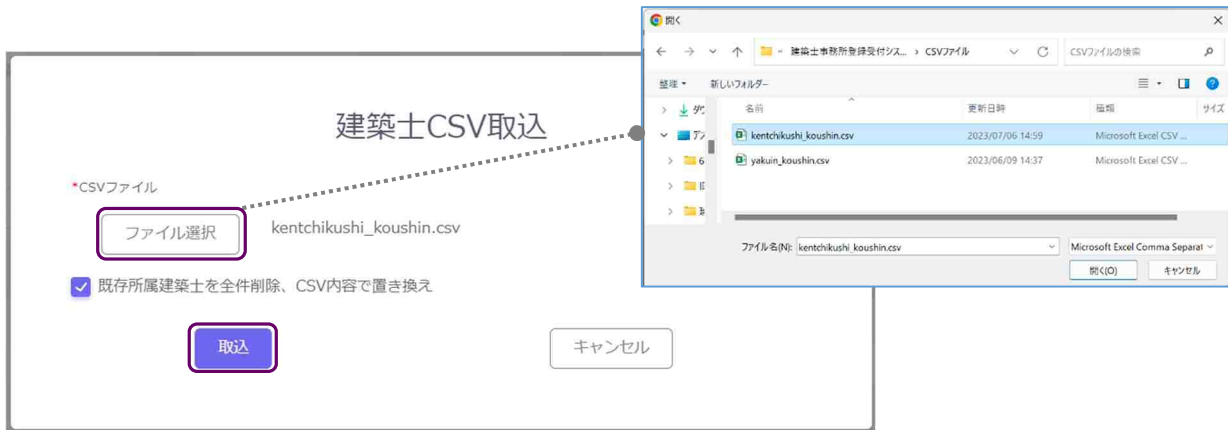 建築士CSV取込
*CSVファイル
ファイル選択
kentchikushi_koushin.csv
既存所属建築士を全件削除、CSV内容で置き換え
取込
キャンセル
開く
建築士事務所登録受付シス... › CSVファイル
CSVファイルの検索
整理
新しいフォルダー
名前
更新日時
種類
サイズ
kentchikushi_koushin.csv
2023/07/06 14:59
Microsoft Excel CSV ...
yakuin_koushin.csv
2023/06/09 14:37
Microsoft Excel CSV ...
6
ファイル名(N):
kentchikushi_koushin.csv
Microsoft Excel Comma Separat
開く(O)
キャンセル